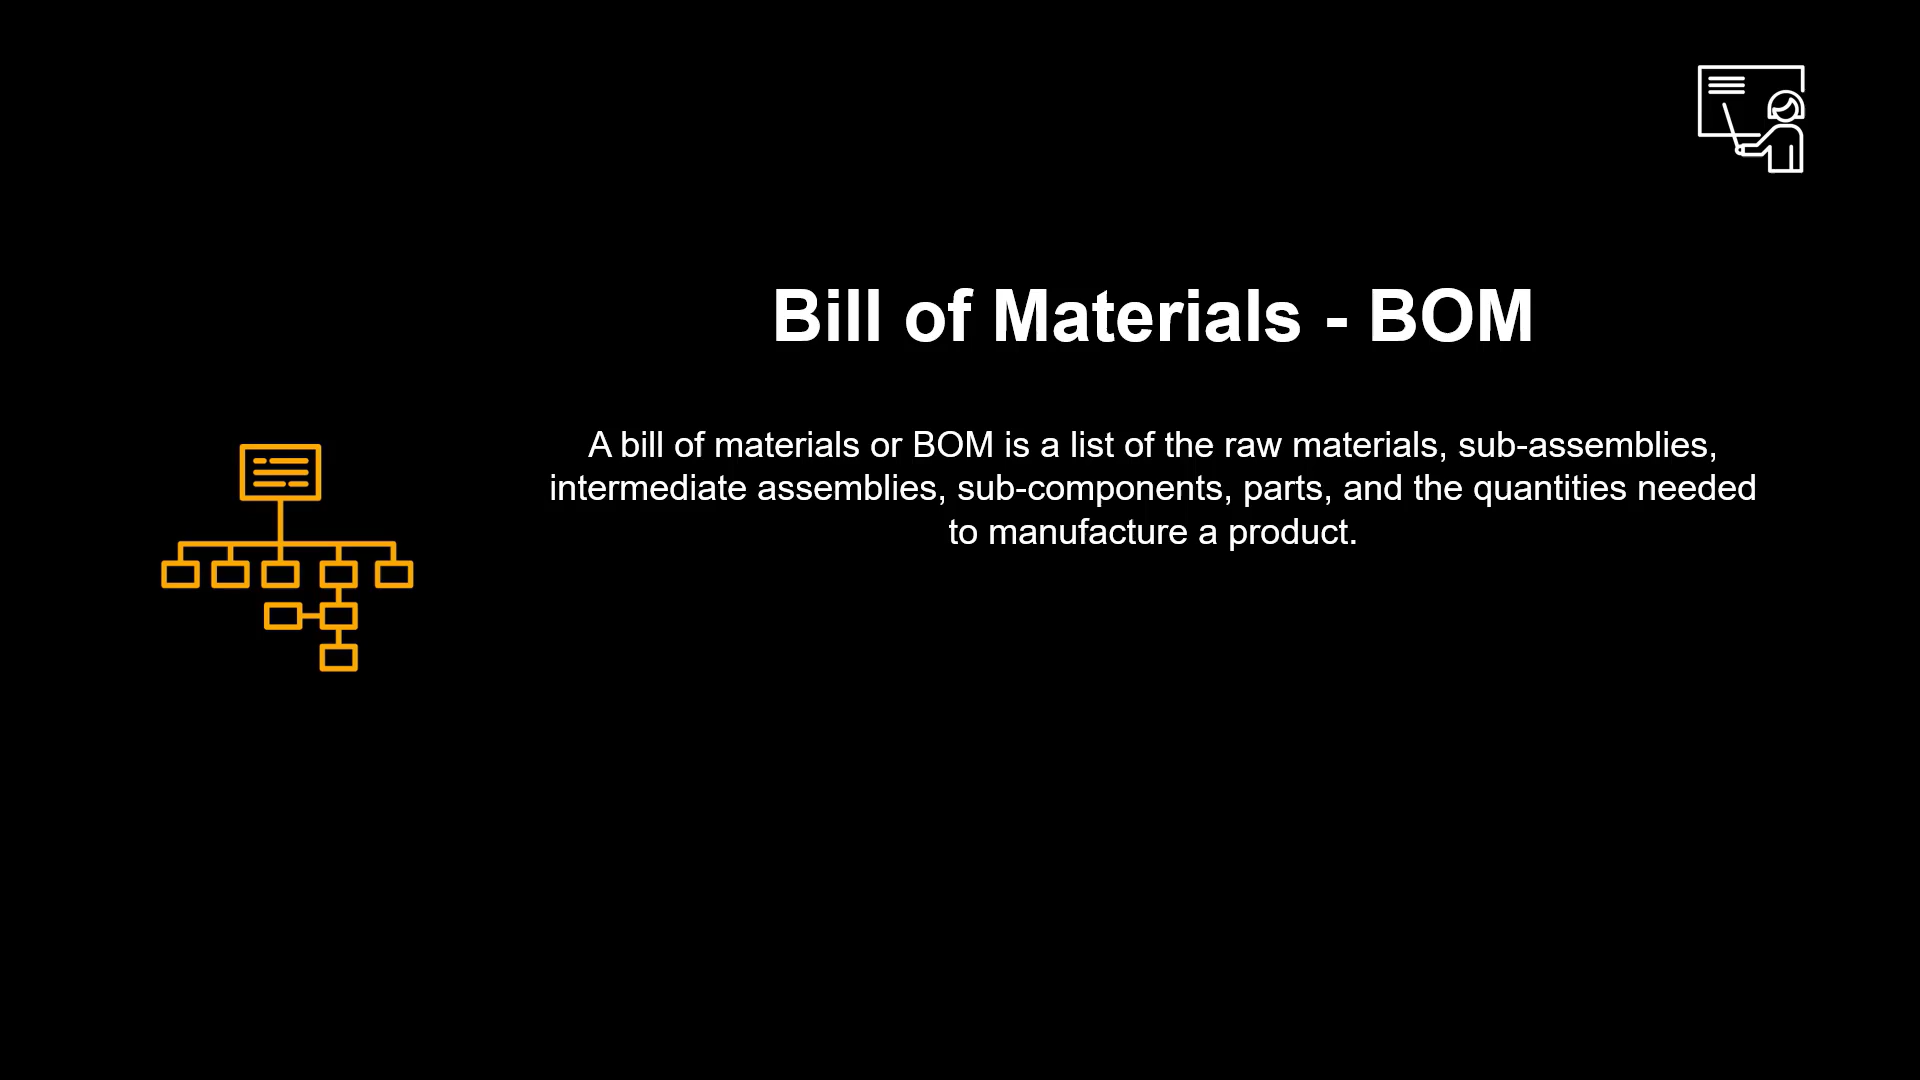 Bill of Materials - BOM
A bill of materials or BOM is a list of the raw materials, sub-assemblies,
intermediate assemblies, sub-components, parts, and the quantities needed
to manufacture a product.